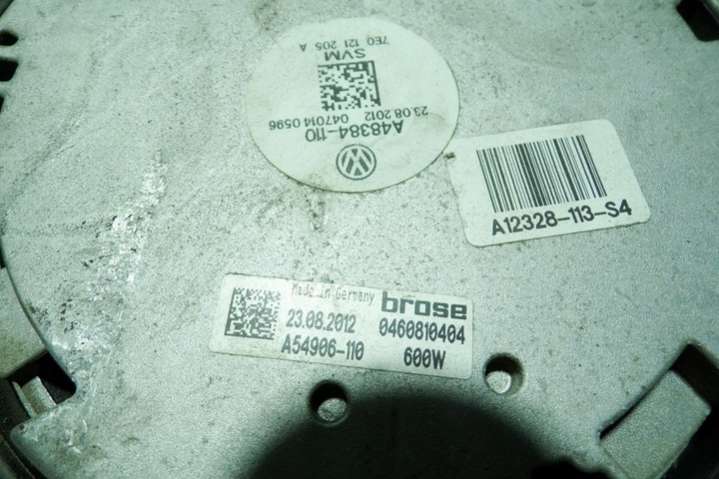 7E0 121 205 A
SVM
23.08.2012 0470M 0596
A48384-110
A12328-113-S4
Made in Germany
brose
23.08.2012 0460810404
A54906-110 600W